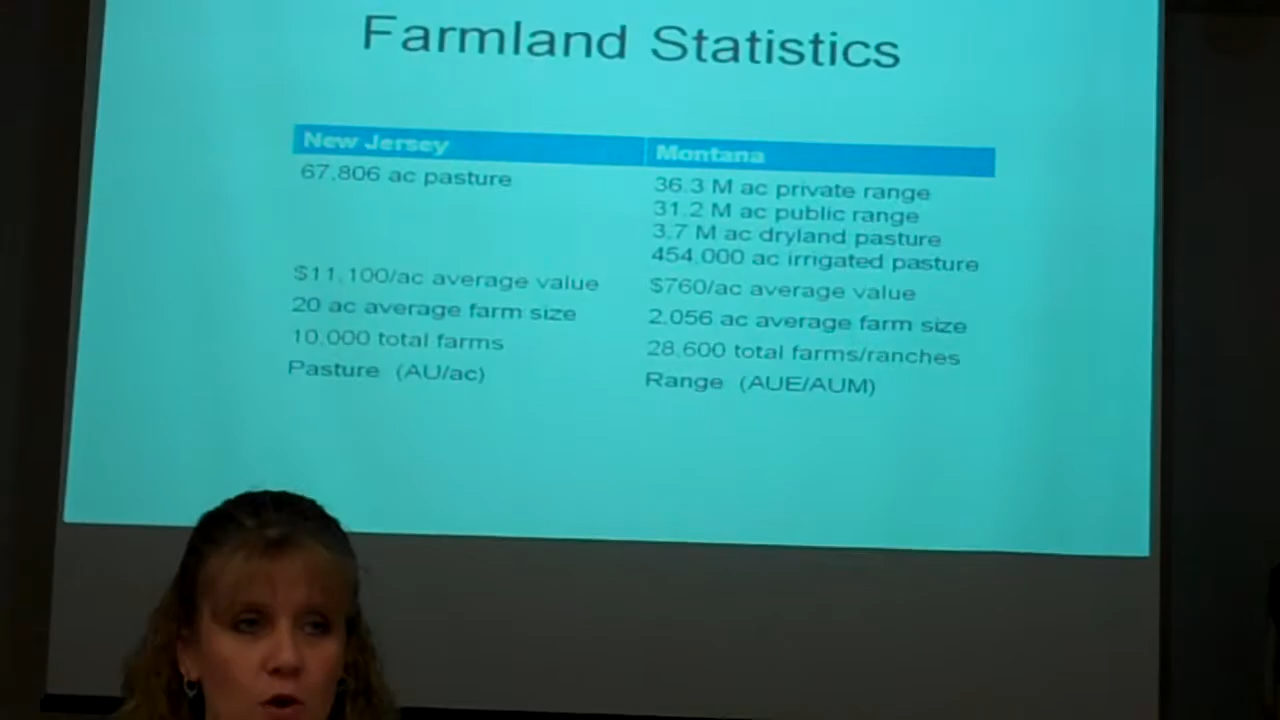 Farmland Statistics
New Jersey
Montana
67,806 ac pasture
36.3 M ac private range
31.2 M ac public range
3.7 M ac dryland pasture
454,000 ac irrigated pasture
$11,100/ac average value
$760/ac average value
20 ac average farm size
2,056 ac average farm size
10,000 total farms
28,600 total farms/ranches
Pasture (AU/ac)
Range (AUE/AUM)